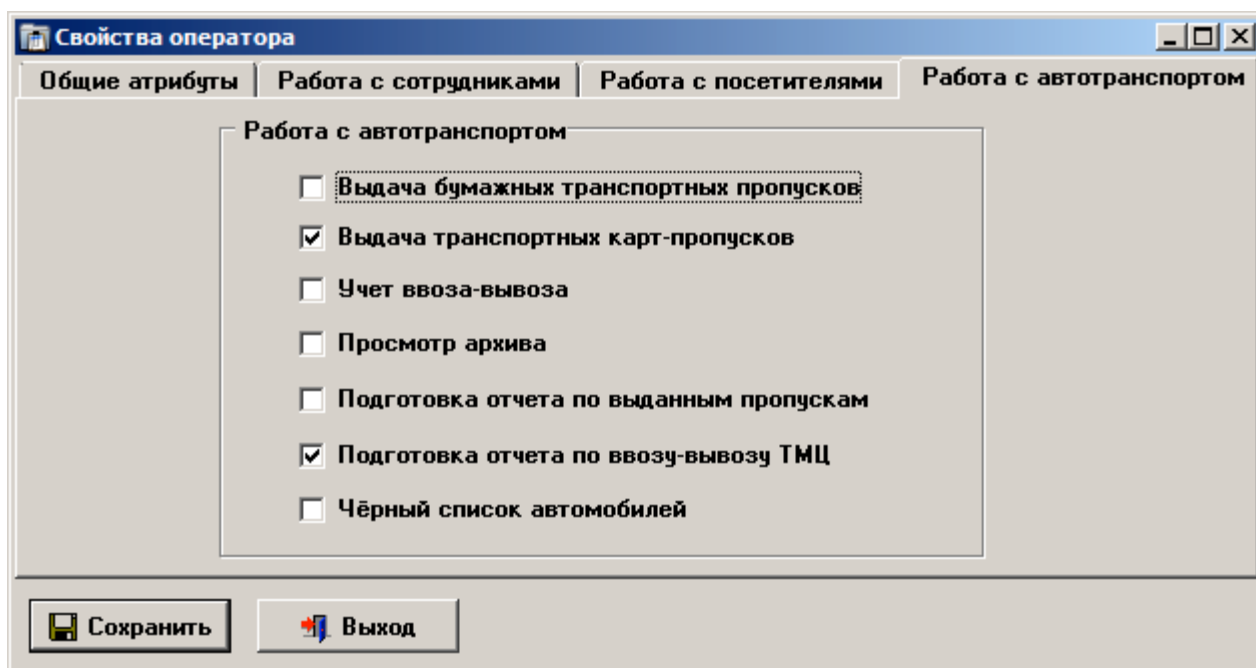 Свойства оператора
Общие атрибуты Работа с сотрудниками Работа с посетителями Работа с автотранспортом
Работа с автотранспортом
Выдача бумажных транспортных пропусков
Выдача транспортных карт-пропусков
Учет ввоза-вывоза
Просмотр архива
Подготовка отчета по выданным пропускам
Подготовка отчета по ввозу-вывозу ТМЦ
Чёрный список автомобилей
Сохранить Выход